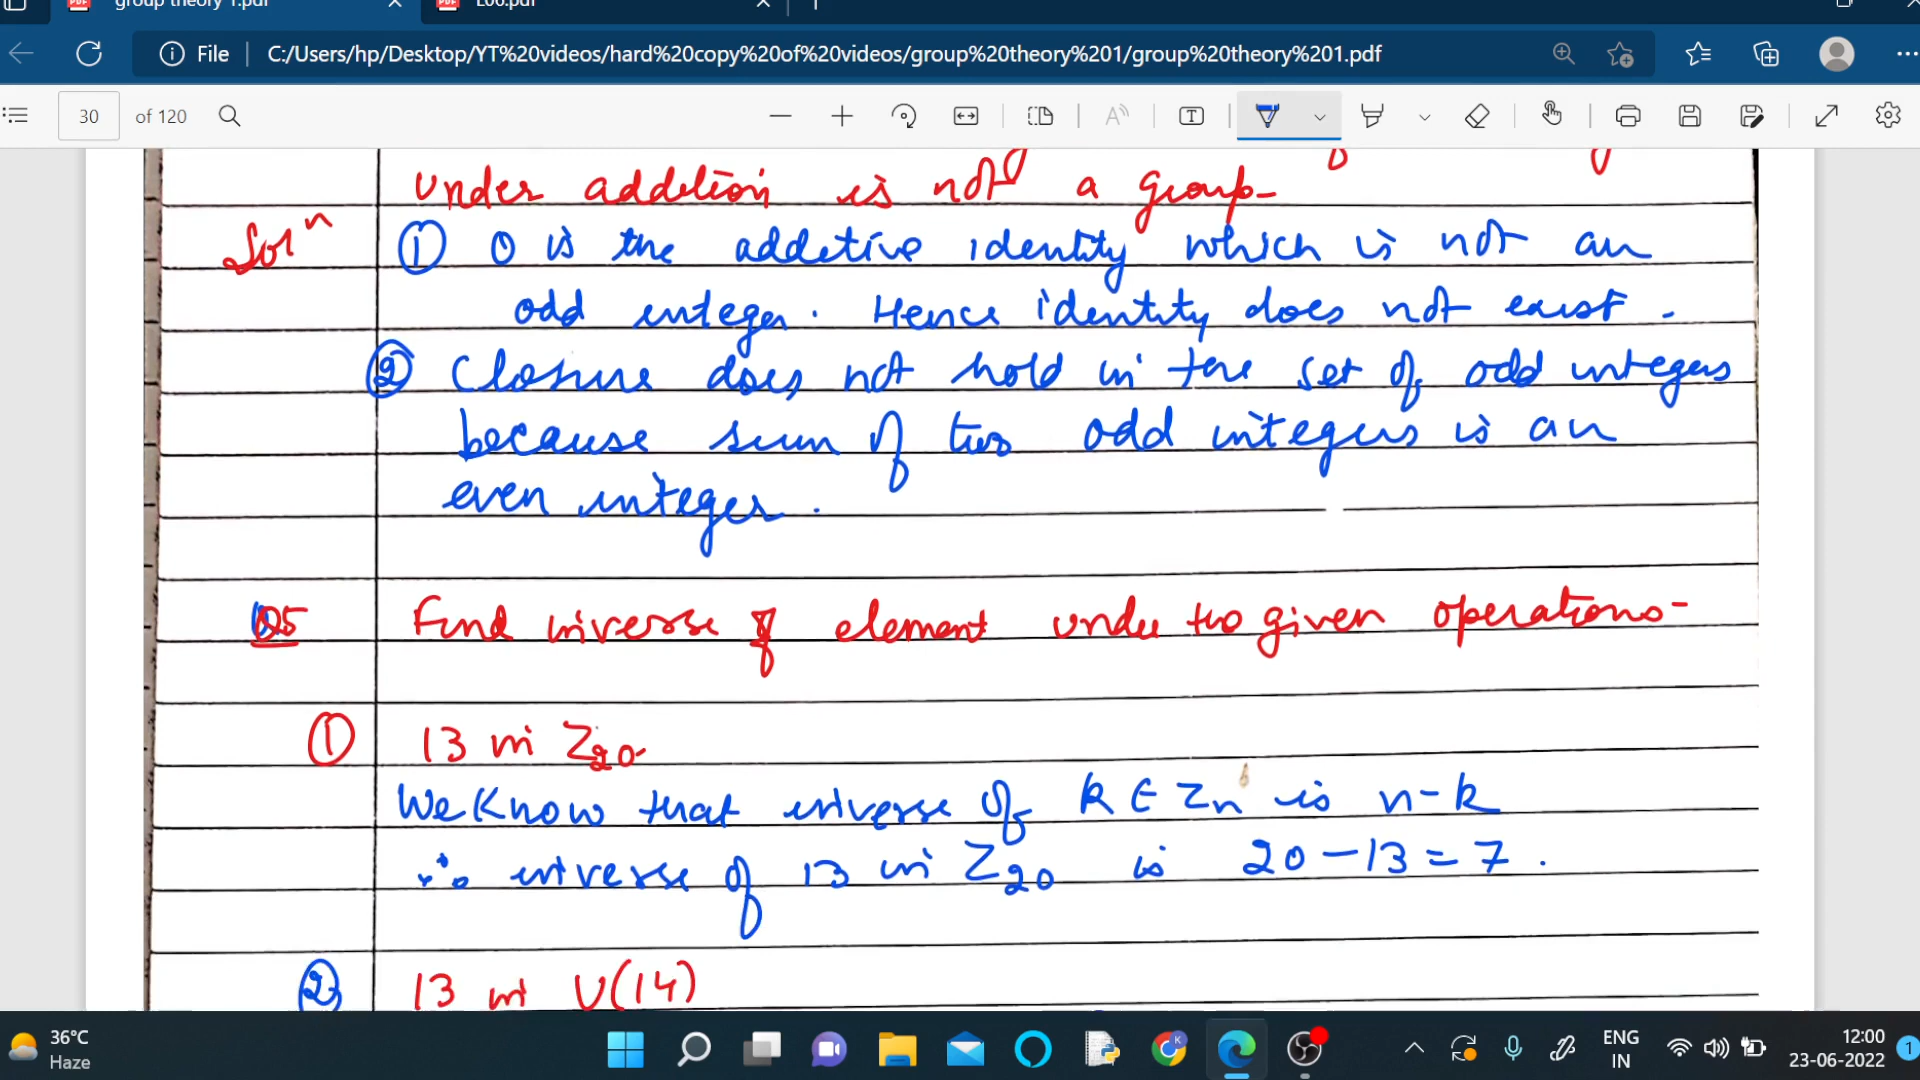 group theory 1.pdf
L06.pdf
File C:/Users/hp/Desktop/YT%20videos/hard%20copy%20of%20videos/group%20theory%201/group%20theory%201.pdf
30 of 120
under addition is not a group-
Solⁿ ① 0 is the addetive identity which is not an
odd integer. Hence identity does not exist.
② Closure does not hold in the set of odd integers
because sum of two odd integers is an
even integer.
Q5 Find inverse of element under two given operations-
① 13 in Z₂₀
We Know that inverse of k ∈ Zn is n-k
∴ inverse of 13 in Z₂₀ is 20-13=7.
② 13 in U(14)
36°C
Haze
ENG
IN
12:00
23-06-2022
1